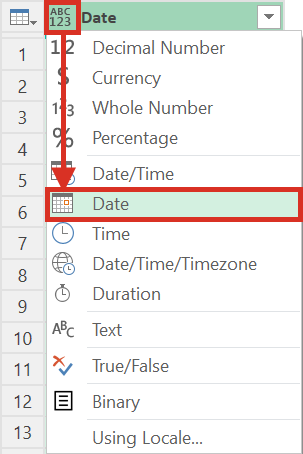 ABC
123
Date
1
2
3
4
5
6
7
8
9
10
11
12
13
1.2 Decimal Number
$ Currency
1²3 Whole Number
% Percentage
Date/Time
Date
Time
Date/Time/Timezone
Duration
ABC Text
True/False
Binary
Using Locale...